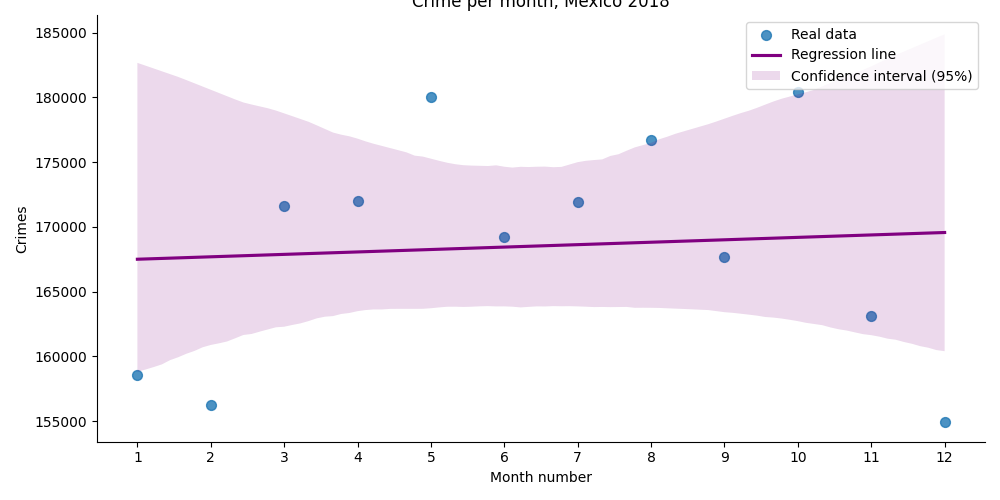 Crime per month, Mexico 2018
Real data
Regression line
Confidence interval (95%)
185000
180000
175000
170000
165000
160000
155000
Crimes
1 2 3 4 5 6 7 8 9 10 11 12
Month number